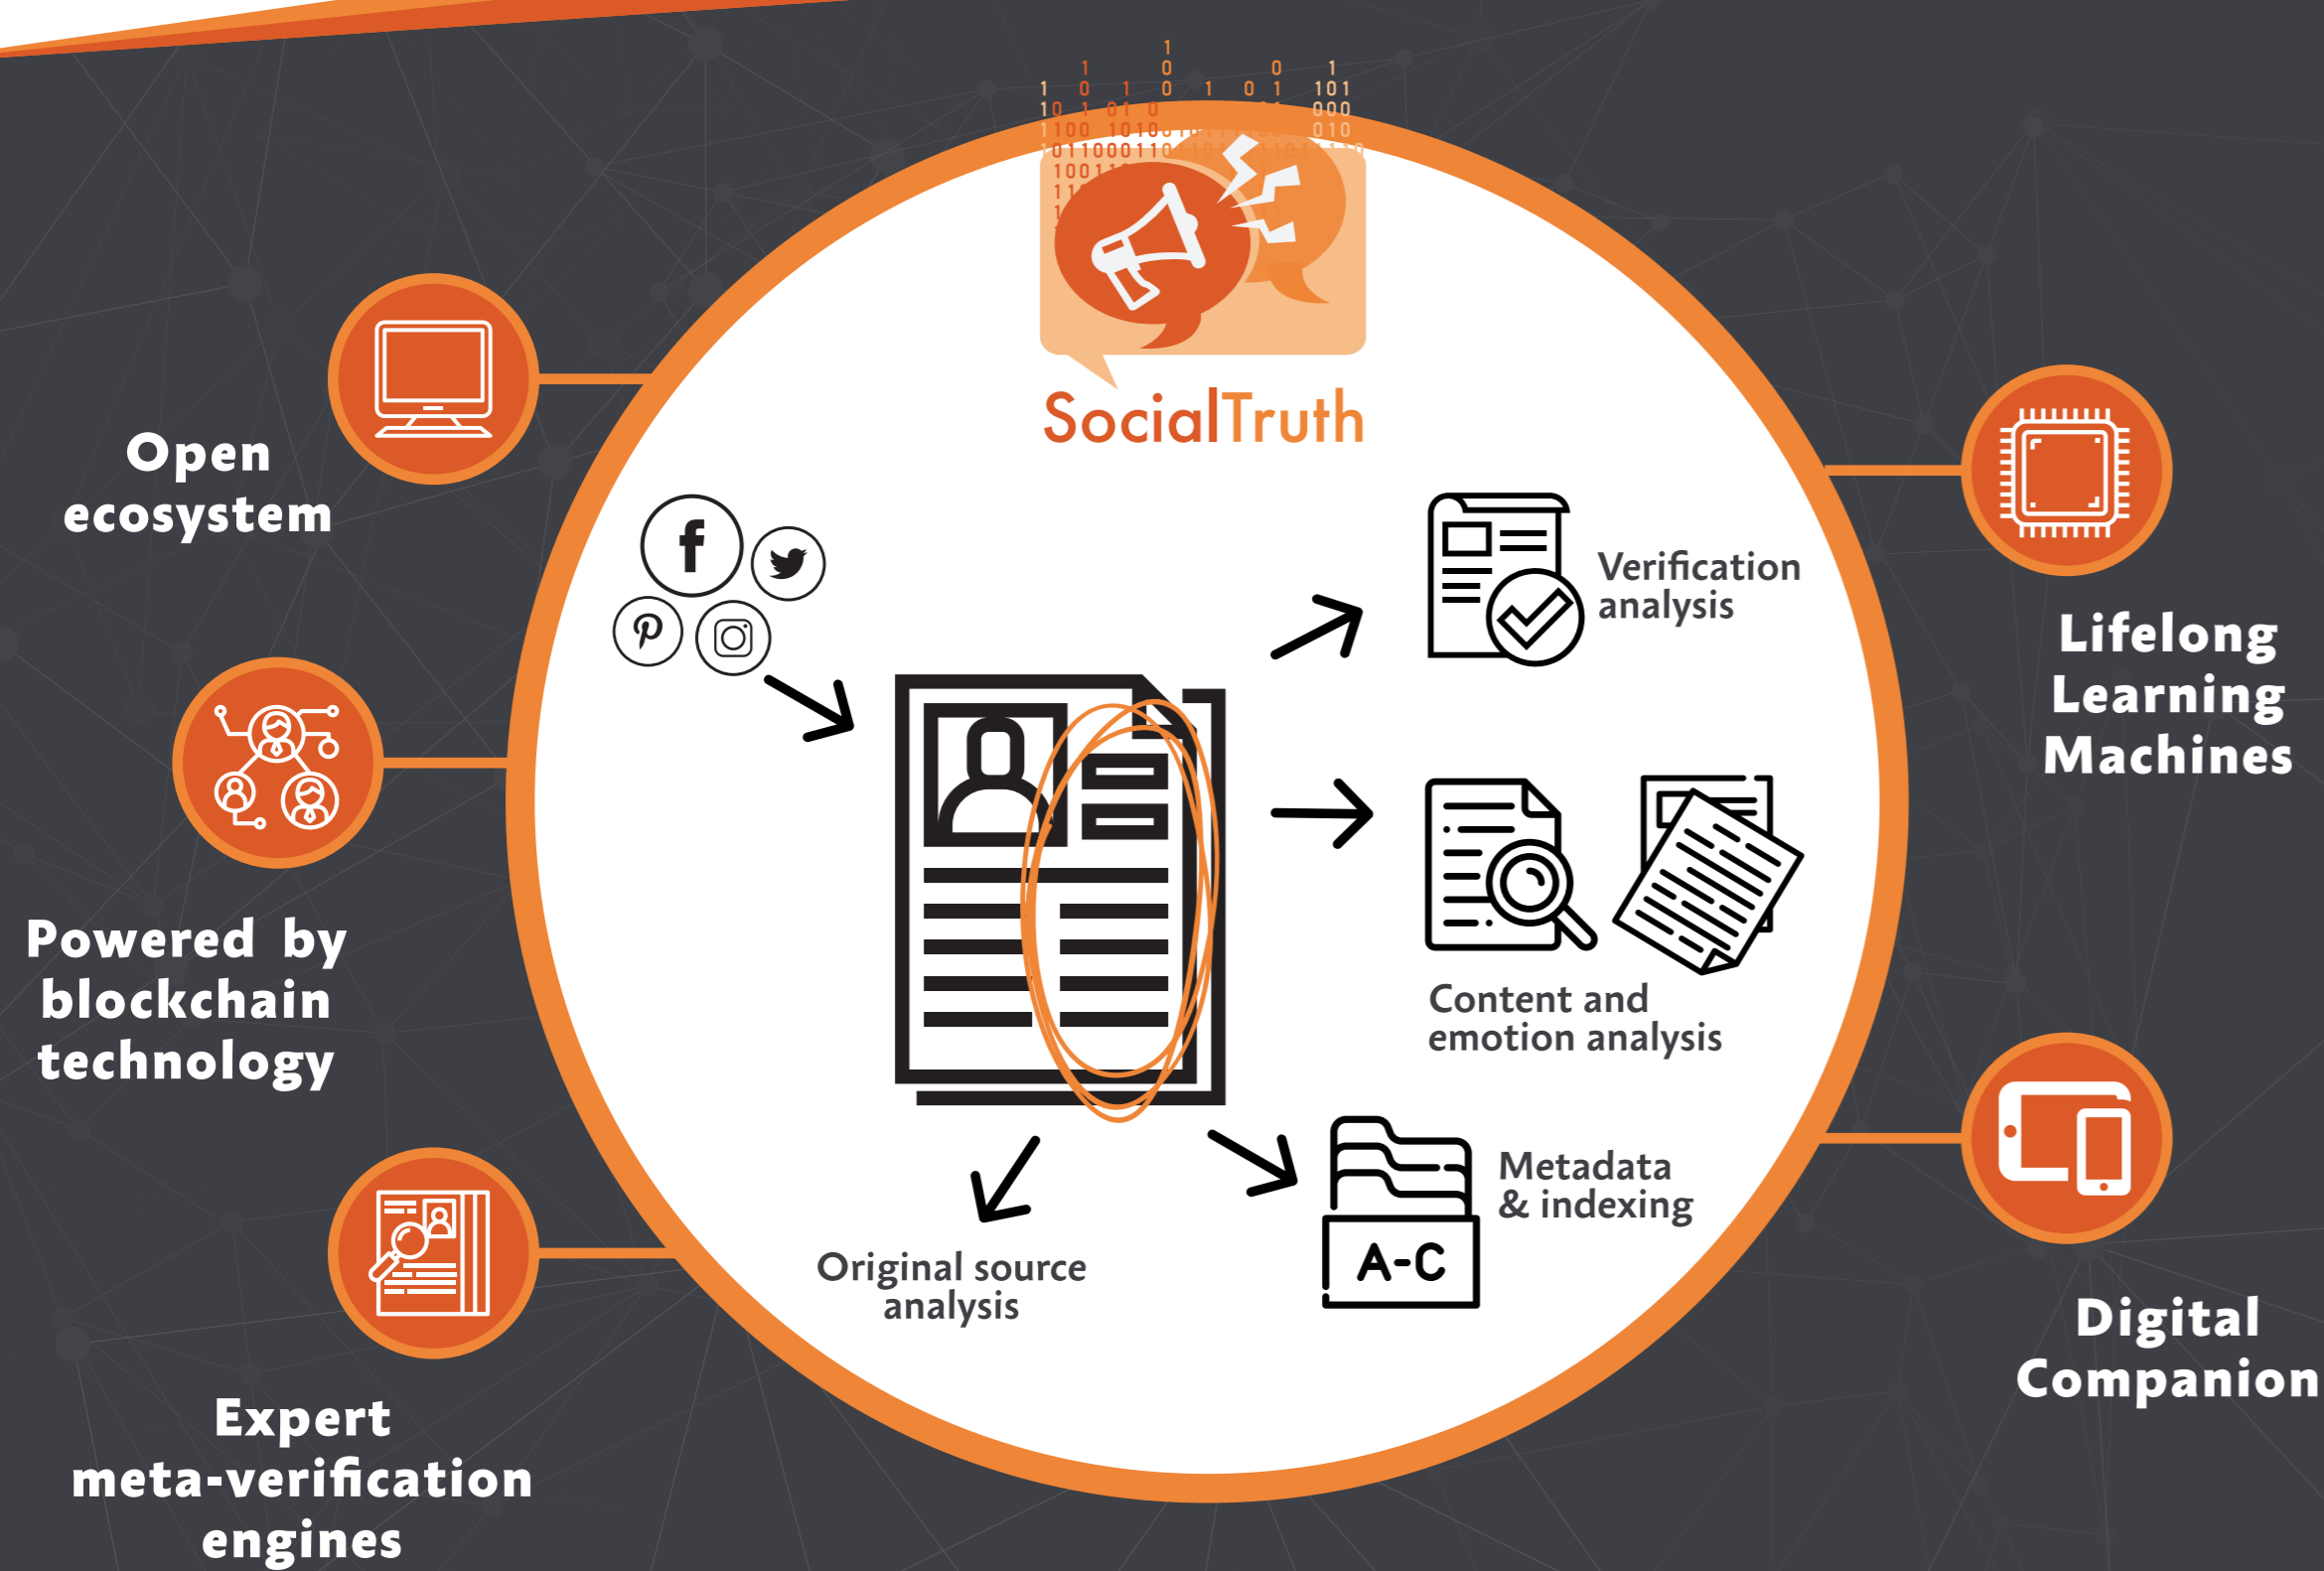 SocialTruth
Open
ecosystem
Powered by
blockchain
technology
Expert
meta-verification
engines
Verification
analysis
Content and
emotion analysis
Metadata
& indexing
A-C
Original source
analysis
Lifelong
Learning
Machines
Digital
Companion